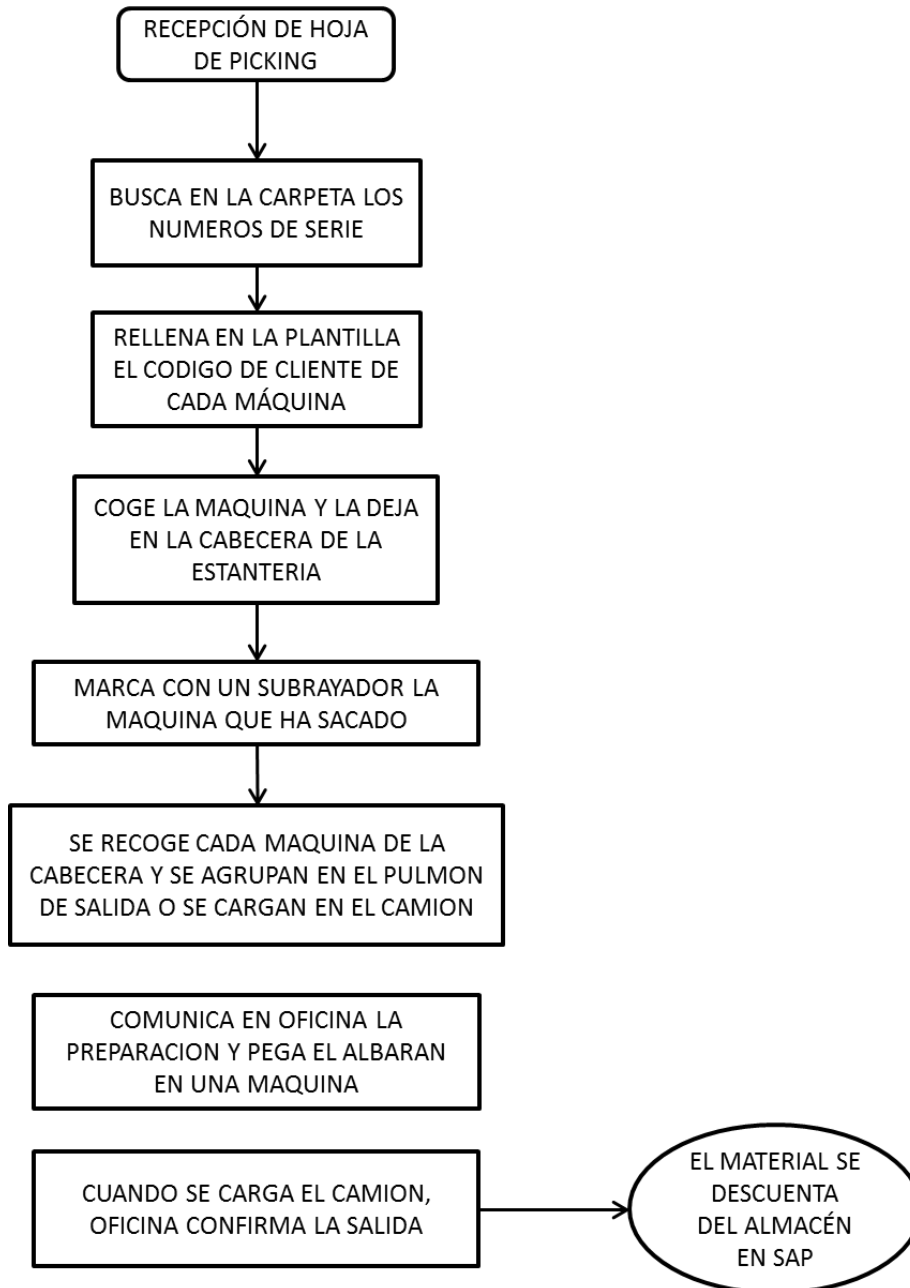 RECEPCIÓN DE HOJA
DE PICKING
BUSCA EN LA CARPETA LOS
NUMEROS DE SERIE
RELLENA EN LA PLANTILLA
EL CODIGO DE CLIENTE DE
CADA MÁQUINA
COGE LA MAQUINA Y LA DEJA
EN LA CABECERA DE LA
ESTANTERIA
MARCA CON UN SUBRAYADOR LA
MAQUINA QUE HA SACADO
SE RECOGE CADA MAQUINA DE LA
CABECERA Y SE AGRUPAN EN EL PULMON
DE SALIDA O SE CARGAN EN EL CAMION
COMUNICA EN OFICINA LA
PREPARACION Y PEGA EL ALBARAN
EN UNA MAQUINA
CUANDO SE CARGA EL CAMION,
OFICINA CONFIRMA LA SALIDA
EL MATERIAL SE
DESCUENTA
DEL ALMACÉN
EN SAP